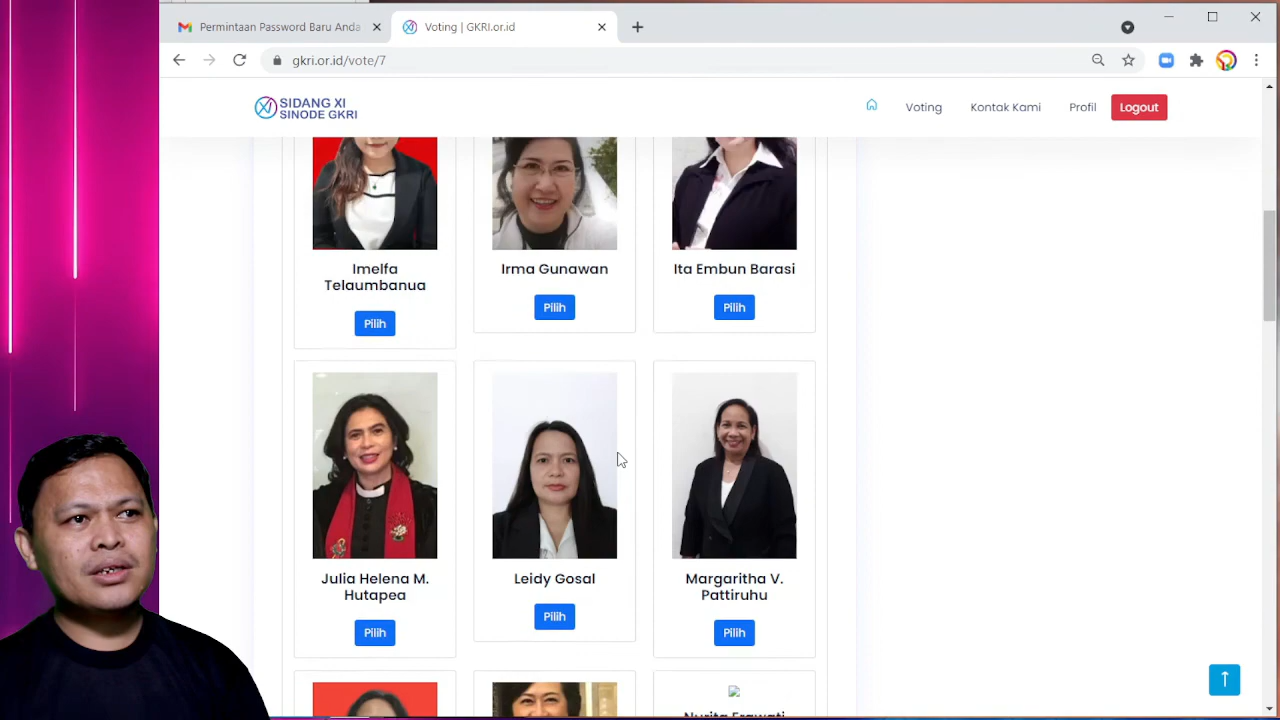 Permintaan Password Baru Anda
Voting | GKRI.or.id
gkri.or.id/vote/7
SIDANG XI
SINODE GKRI
Voting
Kontak Kami
Profil
Logout
Imelfa
Telaumbanua
Pilih
Irma Gunawan
Pilih
Ita Embun Barasi
Pilih
Julia Helena M.
Hutapea
Pilih
Leidy Gosal
Pilih
Margaritha V.
Pattiruhu
Pilih
Nurita Erawati